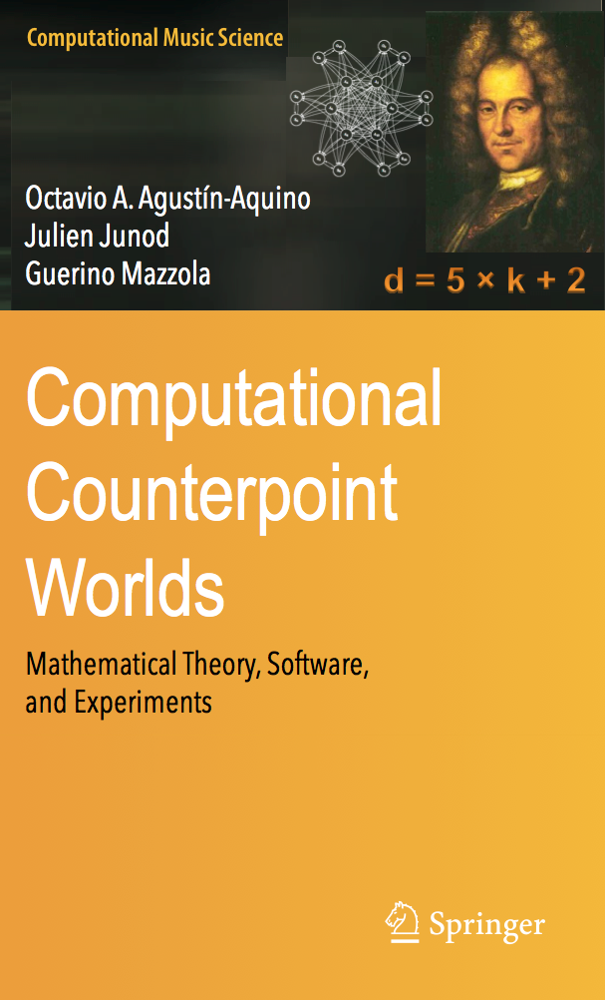 Computational Music Science
Octavio A. Agustín-Aquino
Julien Junod
Guerino Mazzola
d = 5 × k + 2
Computational
Counterpoint
Worlds
Mathematical Theory, Software,
and Experiments
Springer